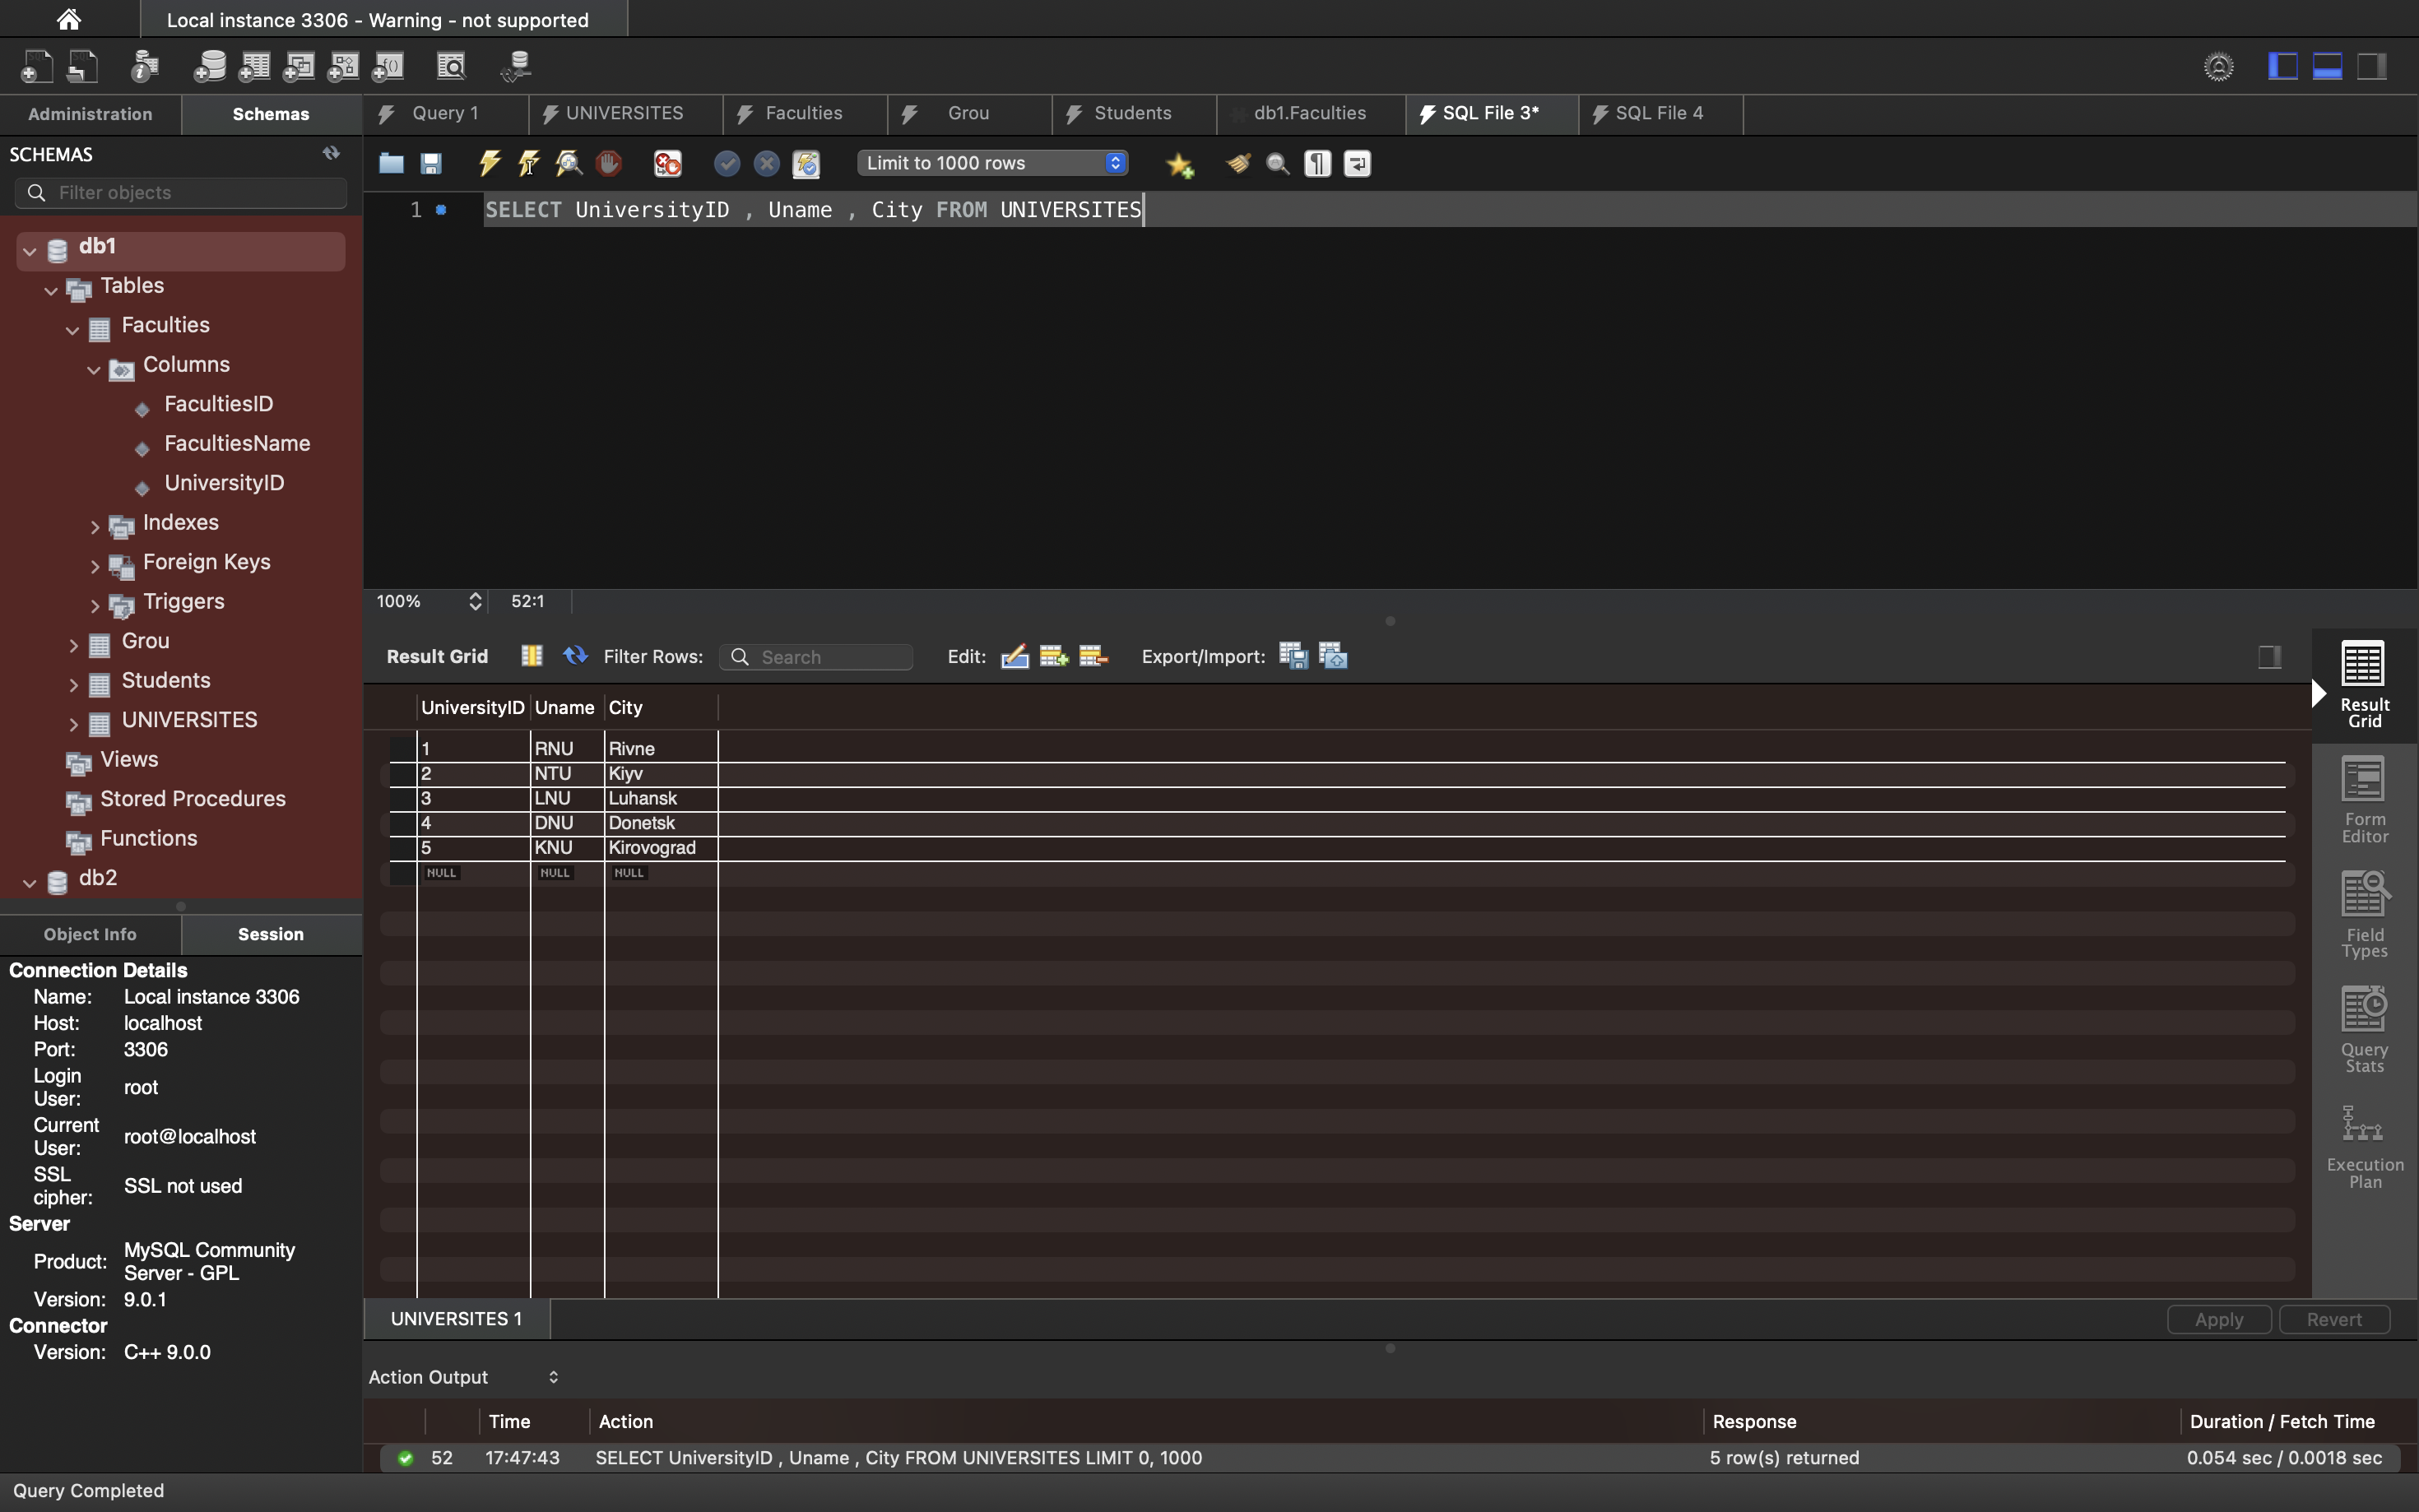 Local instance 3306 - Warning - not supported
Administration
Schemas
Query 1
UNIVERSITES
Faculties
Grou
Students
db1.Faculties
SQL File 3*
SQL File 4
SCHEMAS
Filter objects
Limit to 1000 rows
1 SELECT UniversityID , Uname , City FROM UNIVERSITES
db1
Tables
Faculties
Columns
FacultiesID
FacultiesName
UniversityID
Indexes
Foreign Keys
Triggers
Grou
Students
UNIVERSITES
Views
Stored Procedures
Functions
db2
100% 52:1
Result Grid Filter Rows: Search Edit: Export/Import:
UniversityID Uname City
1 RNU Rivne
2 NTU Kiyv
3 LNU Luhansk
4 DNU Donetsk
5 KNU Kirovograd
NULL NULL NULL
Result
Grid
Form
Editor
Field
Types
Query
Stats
Execution
Plan
Object Info
Session
Connection Details
Name: Local instance 3306
Host: localhost
Port: 3306
Login
User: root
Current
User: root@localhost
SSL
cipher: SSL not used
Server
Product: MySQL Community
Server - GPL
Version: 9.0.1
Connector
Version: C++ 9.0.0
UNIVERSITES 1
Apply
Revert
Action Output
Time Action Response Duration / Fetch Time
52 17:47:43 SELECT UniversityID , Uname , City FROM UNIVERSITES LIMIT 0, 1000 5 row(s) returned 0.054 sec / 0.0018 sec
Query Completed